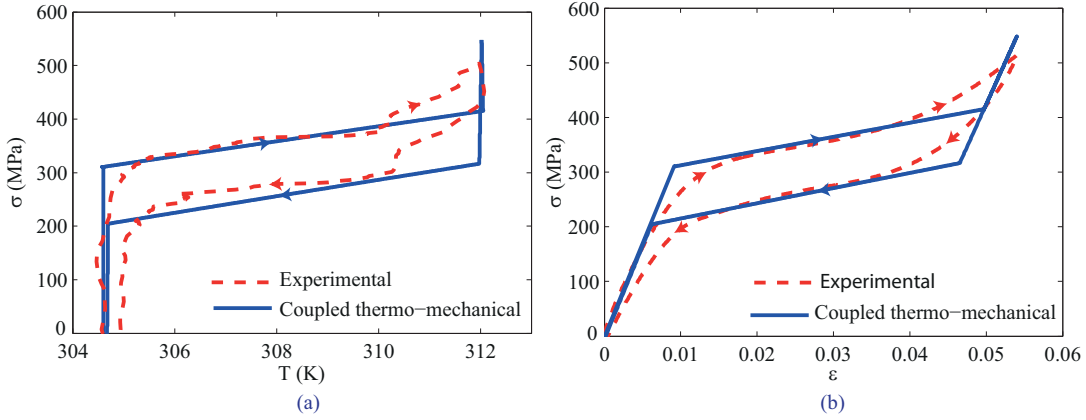 600
500
400
300
200
100
0
σ (MPa)
304
306
308
310
312
T (K)
Experimental
Coupled thermo−mechanical
(a)
600
500
400
300
200
100
0
σ (MPa)
0
0.01
0.02
0.03
0.04
0.05
0.06
ε
Experimental
Coupled thermo−mechanical
(b)